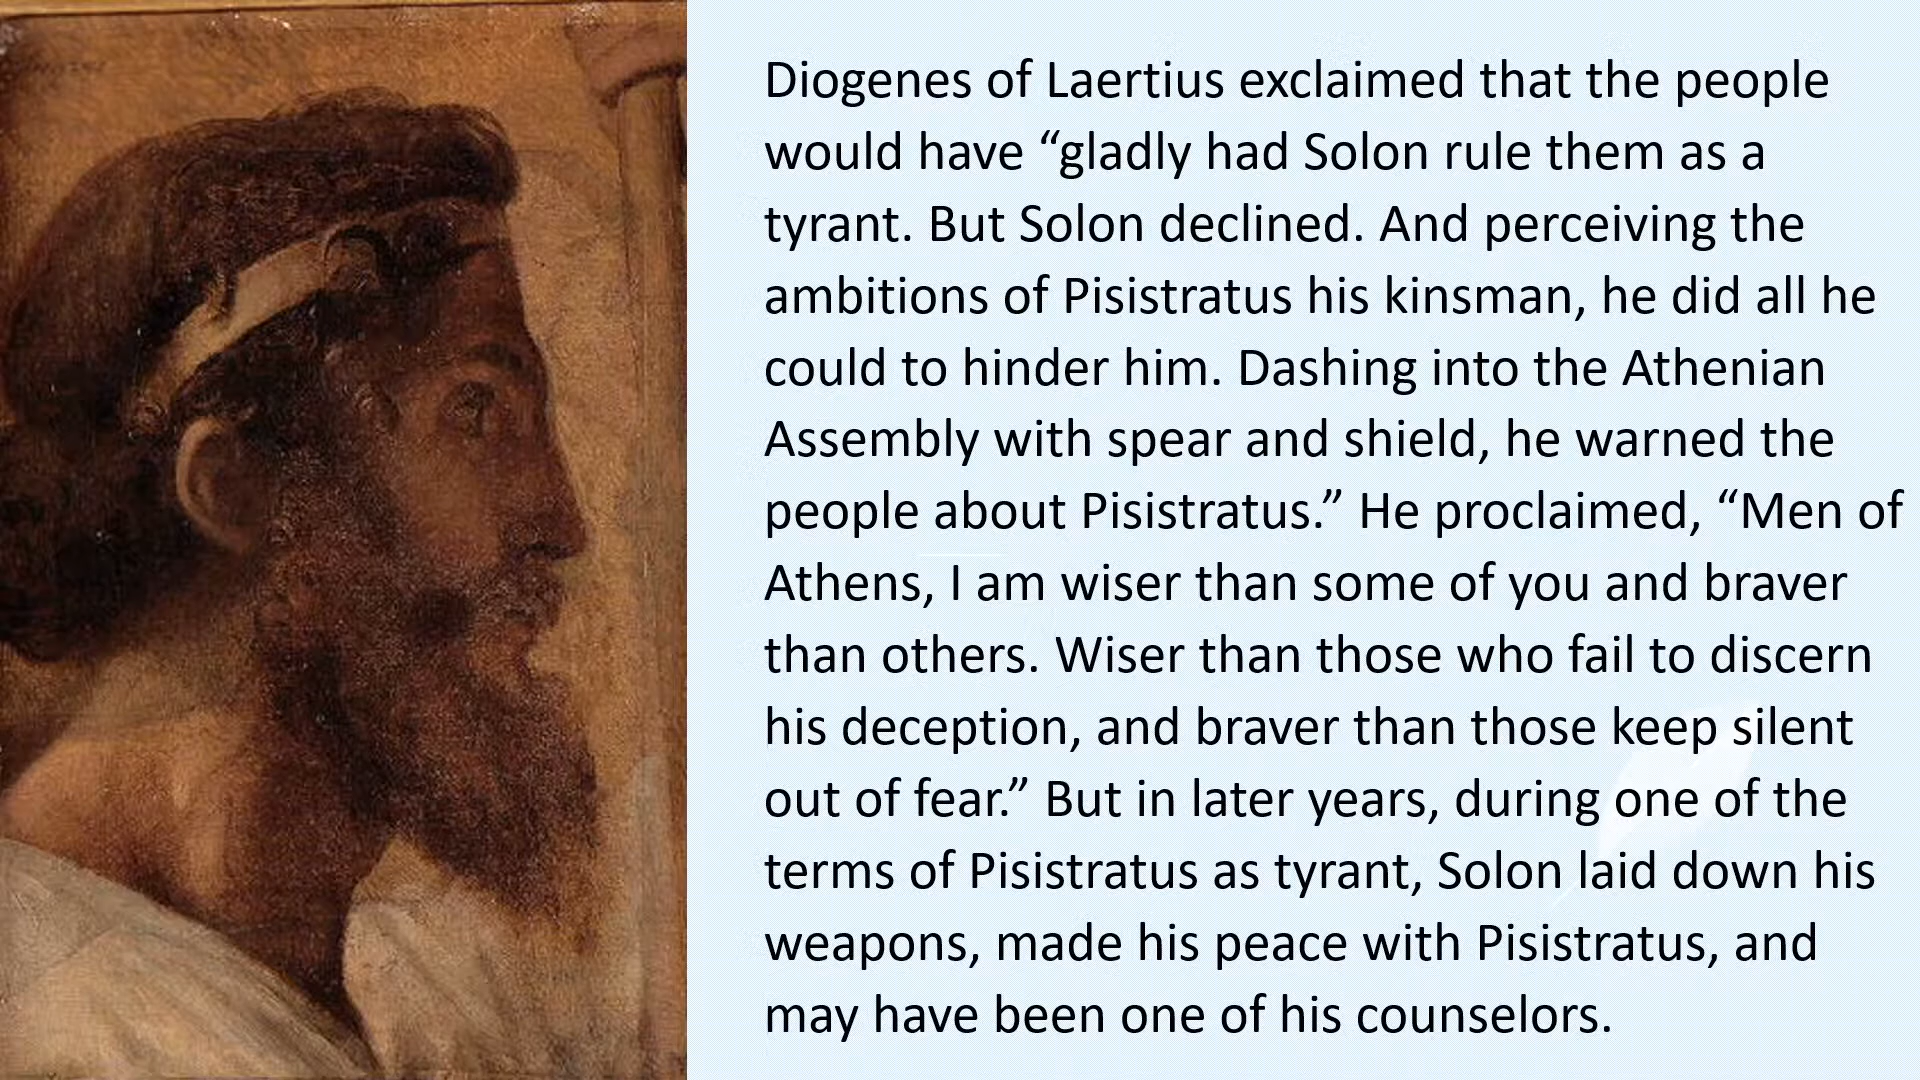 Diogenes of Laertius exclaimed that the people
would have “gladly had Solon rule them as a
tyrant. But Solon declined. And perceiving the
ambitions of Pisistratus his kinsman, he did all he
could to hinder him. Dashing into the Athenian
Assembly with spear and shield, he warned the
people about Pisistratus.” He proclaimed, “Men of
Athens, I am wiser than some of you and braver
than others. Wiser than those who fail to discern
his deception, and braver than those keep silent
out of fear.” But in later years, during one of the
terms of Pisistratus as tyrant, Solon laid down his
weapons, made his peace with Pisistratus, and
may have been one of his counselors.